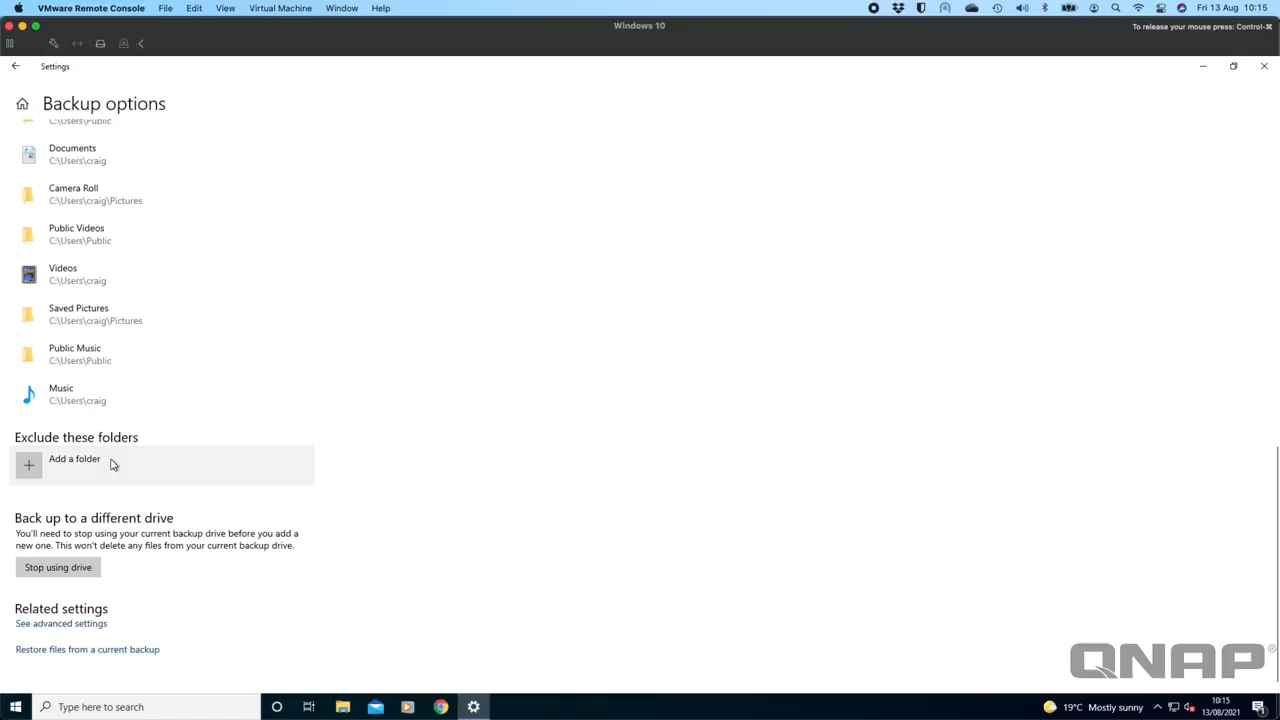 VMware Remote Console File Edit View Virtual Machine Window Help Fri 13 Aug 10:15
Windows 10
To release your mouse press: Control-⌘
Settings
Backup options
C:\Users\Public
Documents
C:\Users\craig
Camera Roll
C:\Users\craig\Pictures
Public Videos
C:\Users\Public
Videos
C:\Users\craig
Saved Pictures
C:\Users\craig\Pictures
Public Music
C:\Users\Public
Music
C:\Users\craig
Exclude these folders
Add a folder
Back up to a different drive
You'll need to stop using your current backup drive before you add a
new one. This won't delete any files from your current backup drive.
Stop using drive
Related settings
See advanced settings
Restore files from a current backup
QNAP®
Type here to search
19°C Mostly sunny
10:15
13/08/2021
1